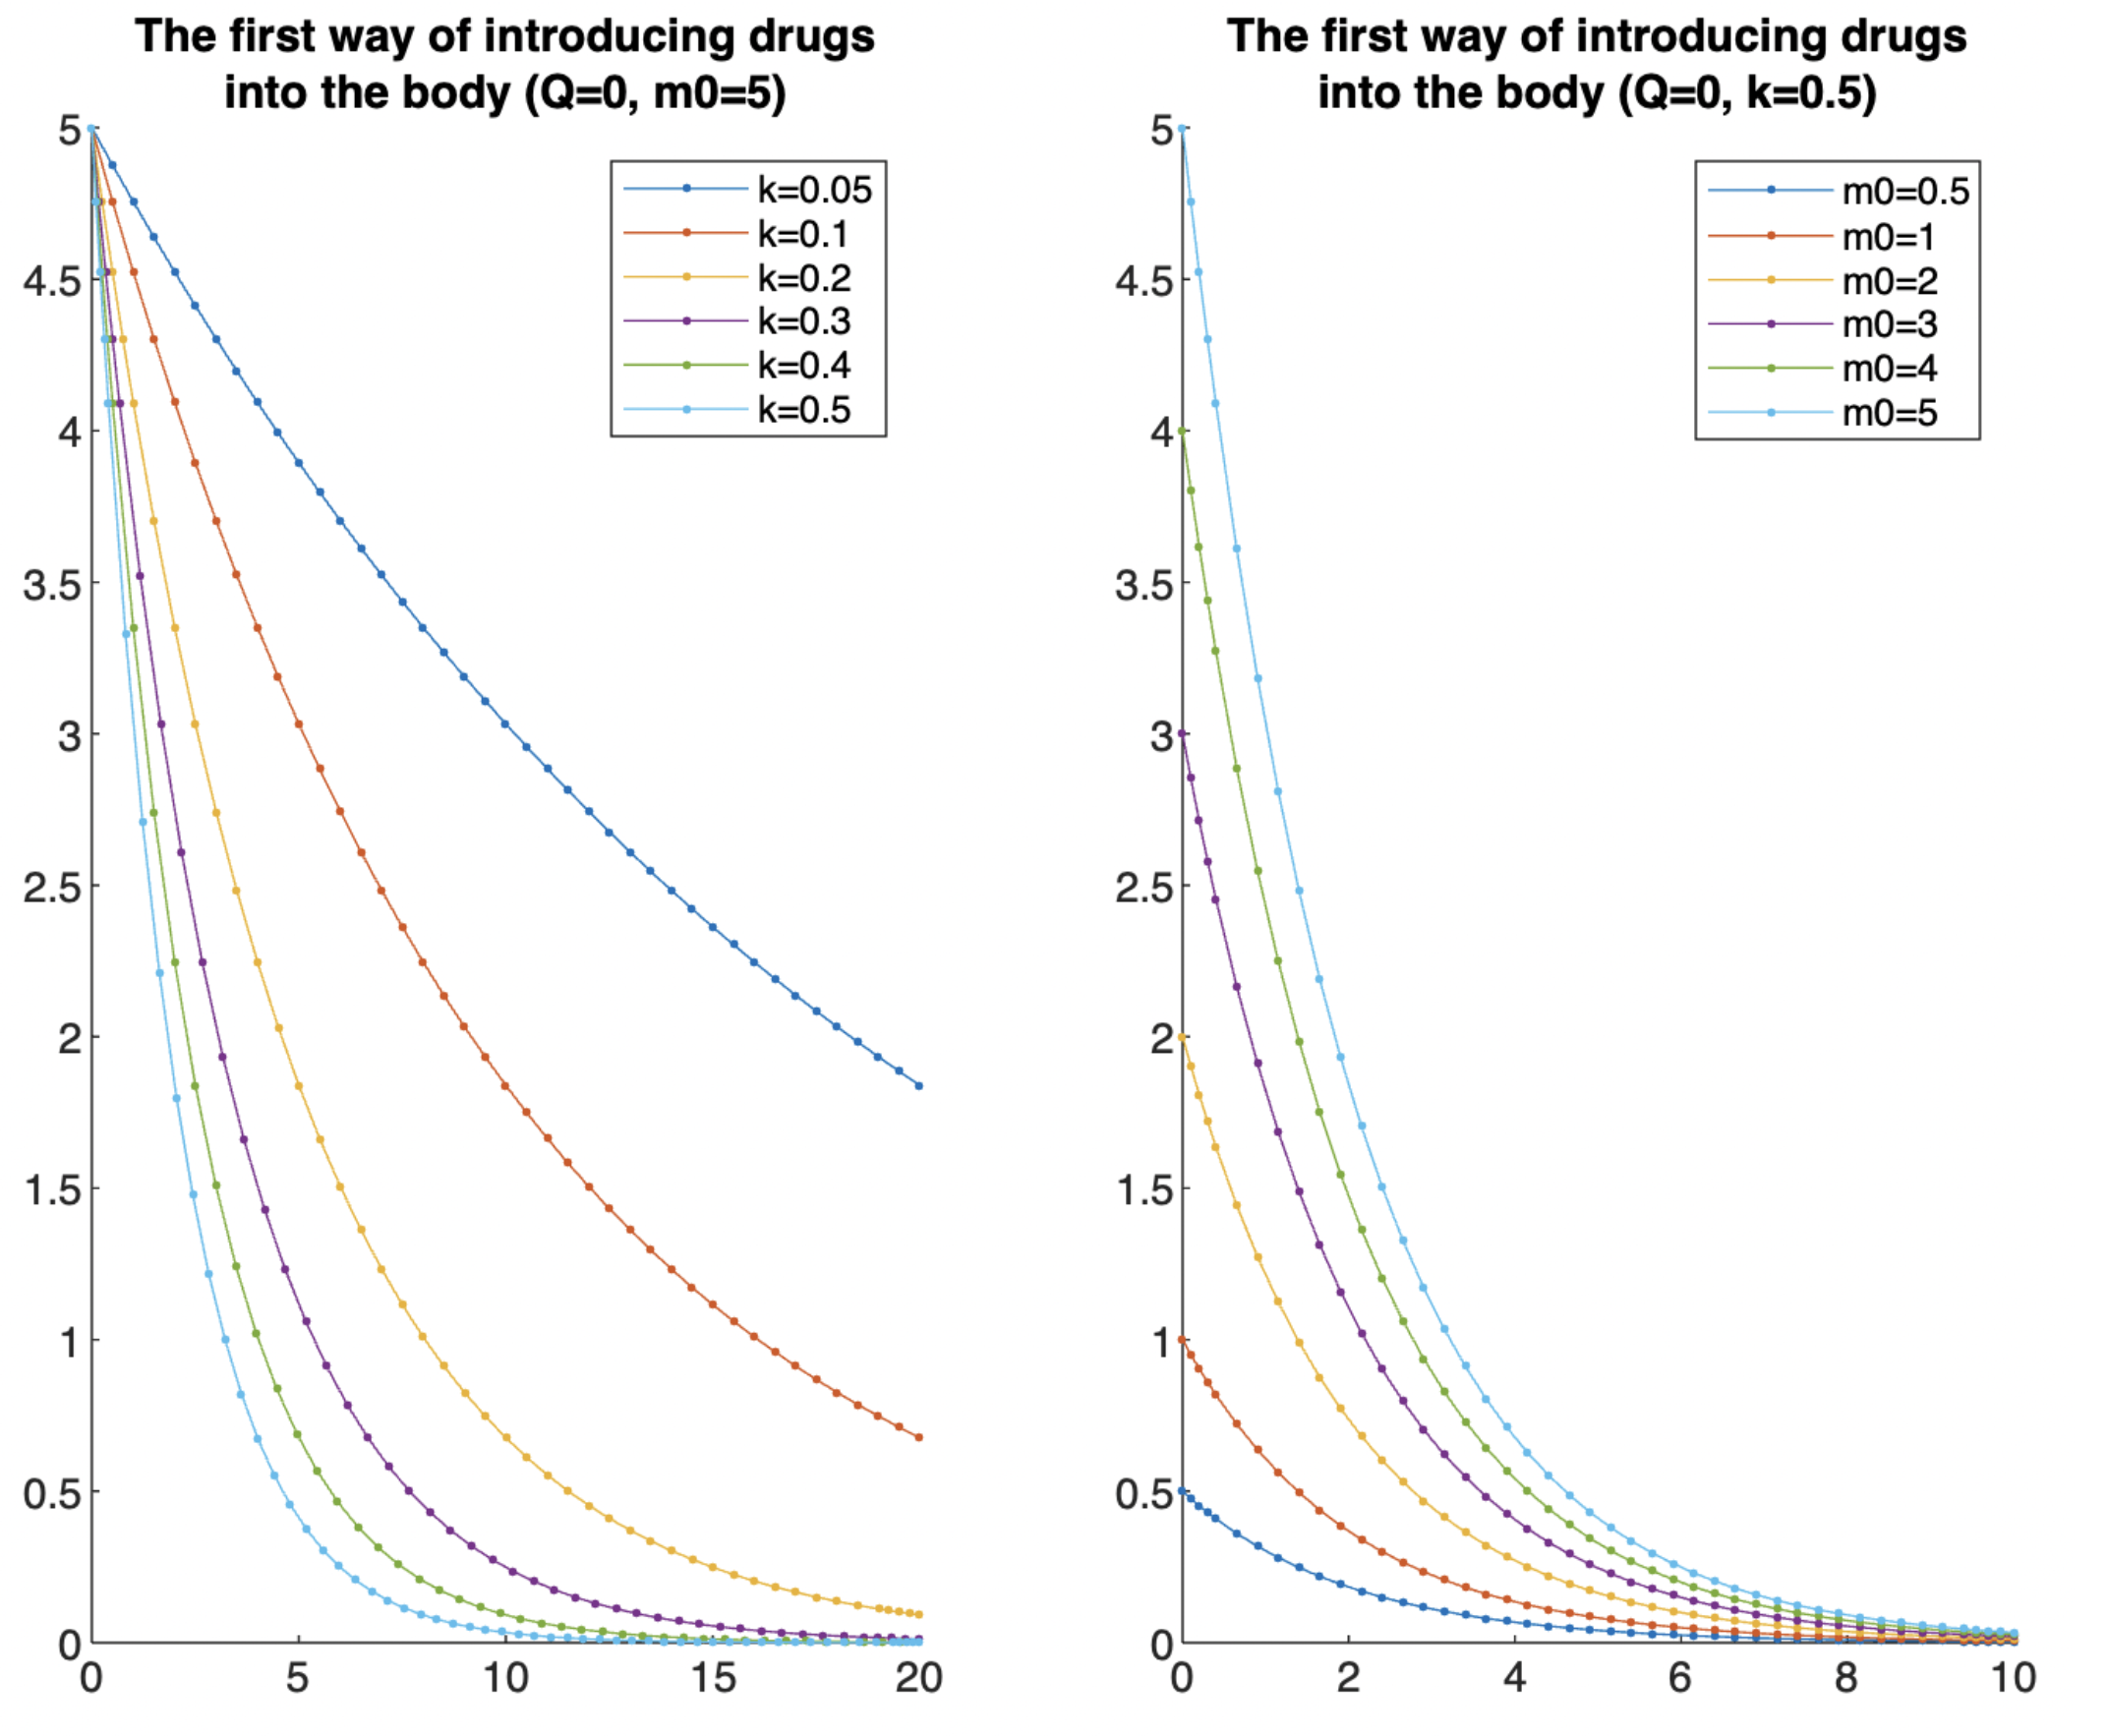 The first way of introducing drugs
into the body (Q=0, m0=5)
5
4.5
4
3.5
3
2.5
2
1.5
1
0.5
0
0 5 10 15 20
k=0.05
k=0.1
k=0.2
k=0.3
k=0.4
k=0.5
The first way of introducing drugs
into the body (Q=0, k=0.5)
5
4.5
4
3.5
3
2.5
2
1.5
1
0.5
0
0 2 4 6 8 10
m0=0.5
m0=1
m0=2
m0=3
m0=4
m0=5